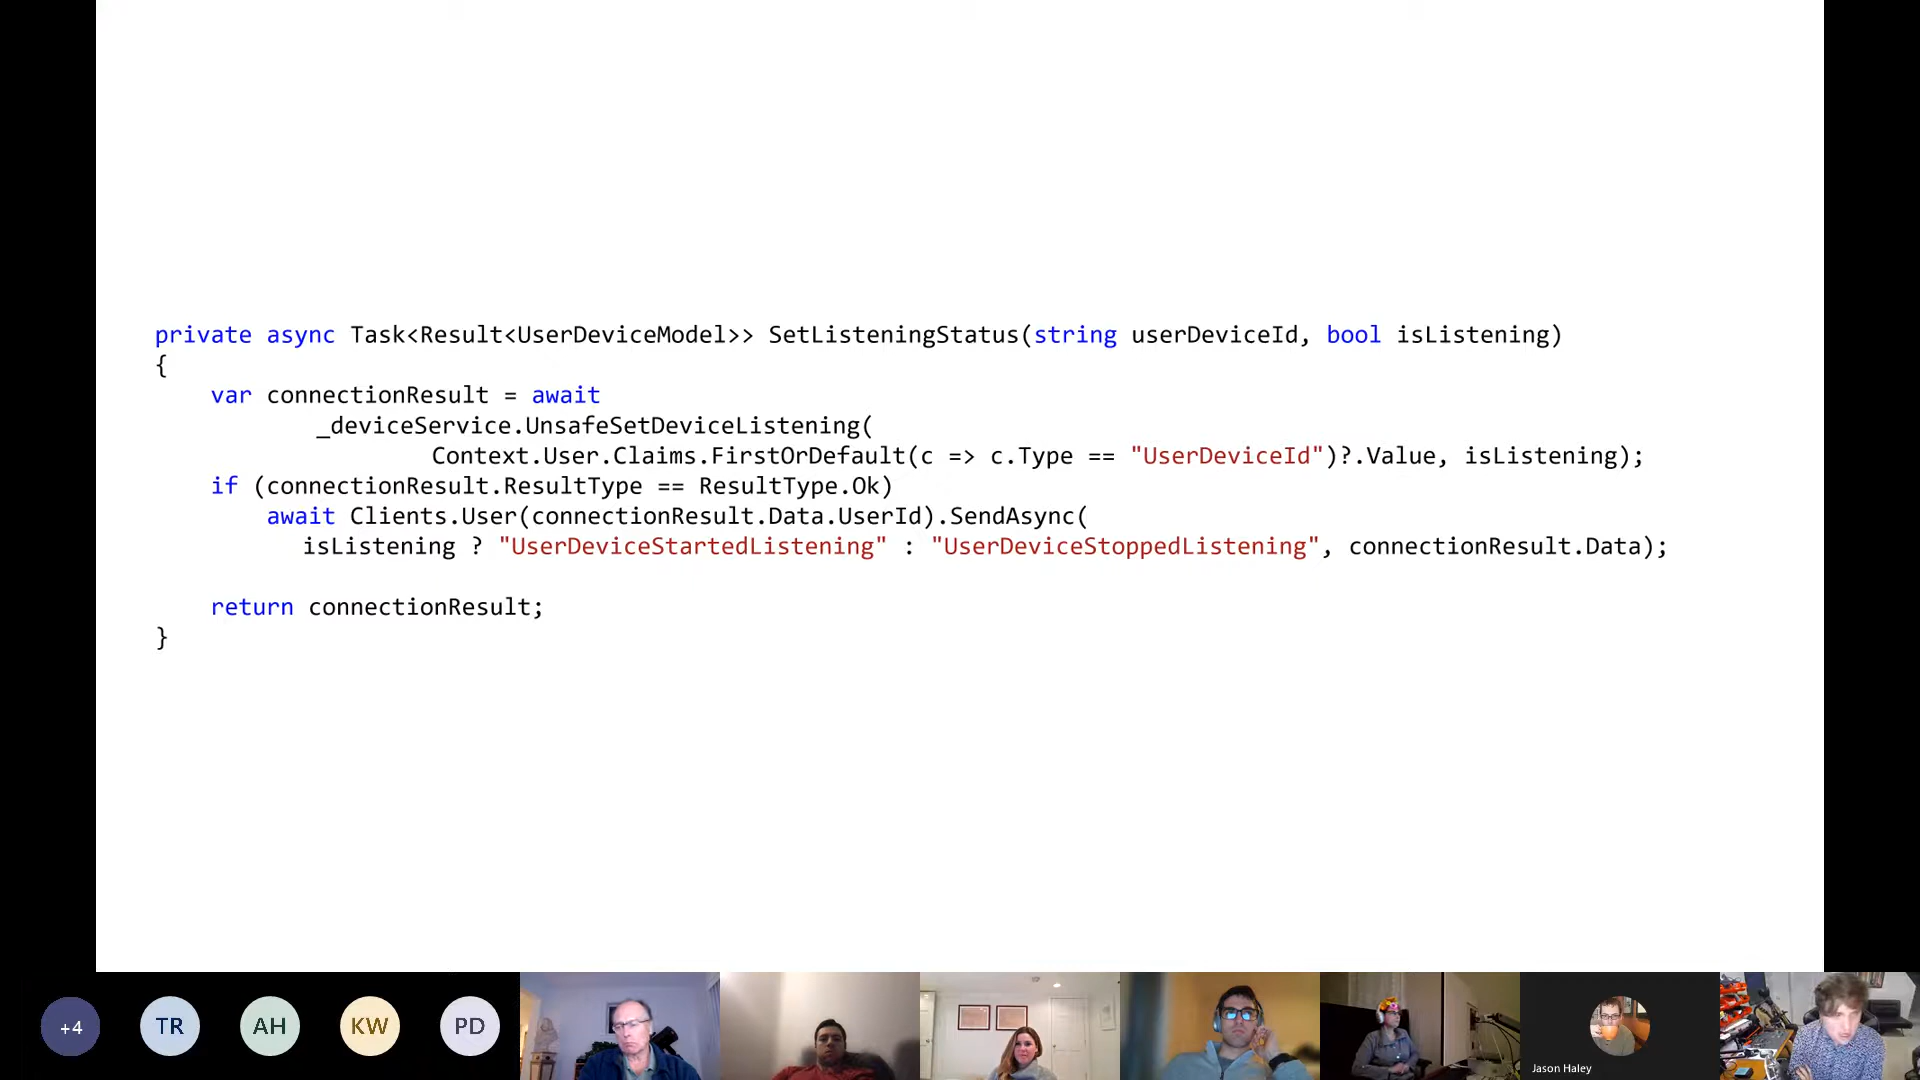 private async Task<Result<UserDeviceModel>> SetListeningStatus(string userDeviceId, bool isListening)
{
var connectionResult = await
_deviceService.UnsafeSetDeviceListening(
Context.User.Claims.FirstOrDefault(c => c.Type == "UserDeviceId")?.Value, isListening);
if (connectionResult.ResultType == ResultType.Ok)
await Clients.User(connectionResult.Data.UserId).SendAsync(
isListening ? "UserDeviceStartedListening" : "UserDeviceStoppedListening", connectionResult.Data);
return connectionResult;
}
+4
TR
AH
KW
PD
Jason Haley